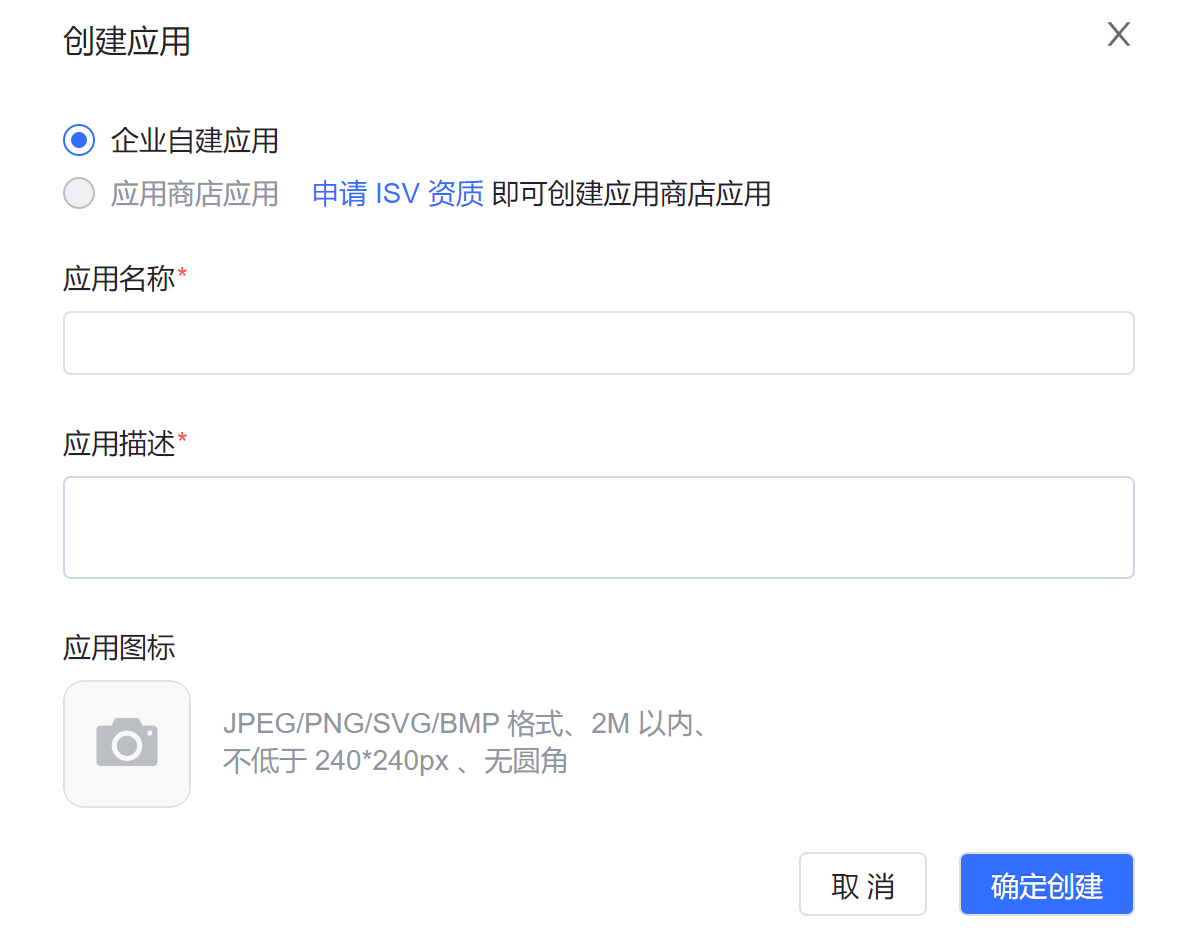 创建应用
企业自建应用
应用商店应用 申请 ISV 资质 即可创建应用商店应用
应用名称*
应用描述*
应用图标
JPEG/PNG/SVG/BMP 格式、2M 以内、
不低于 240*240px 、无圆角
取 消 确定创建